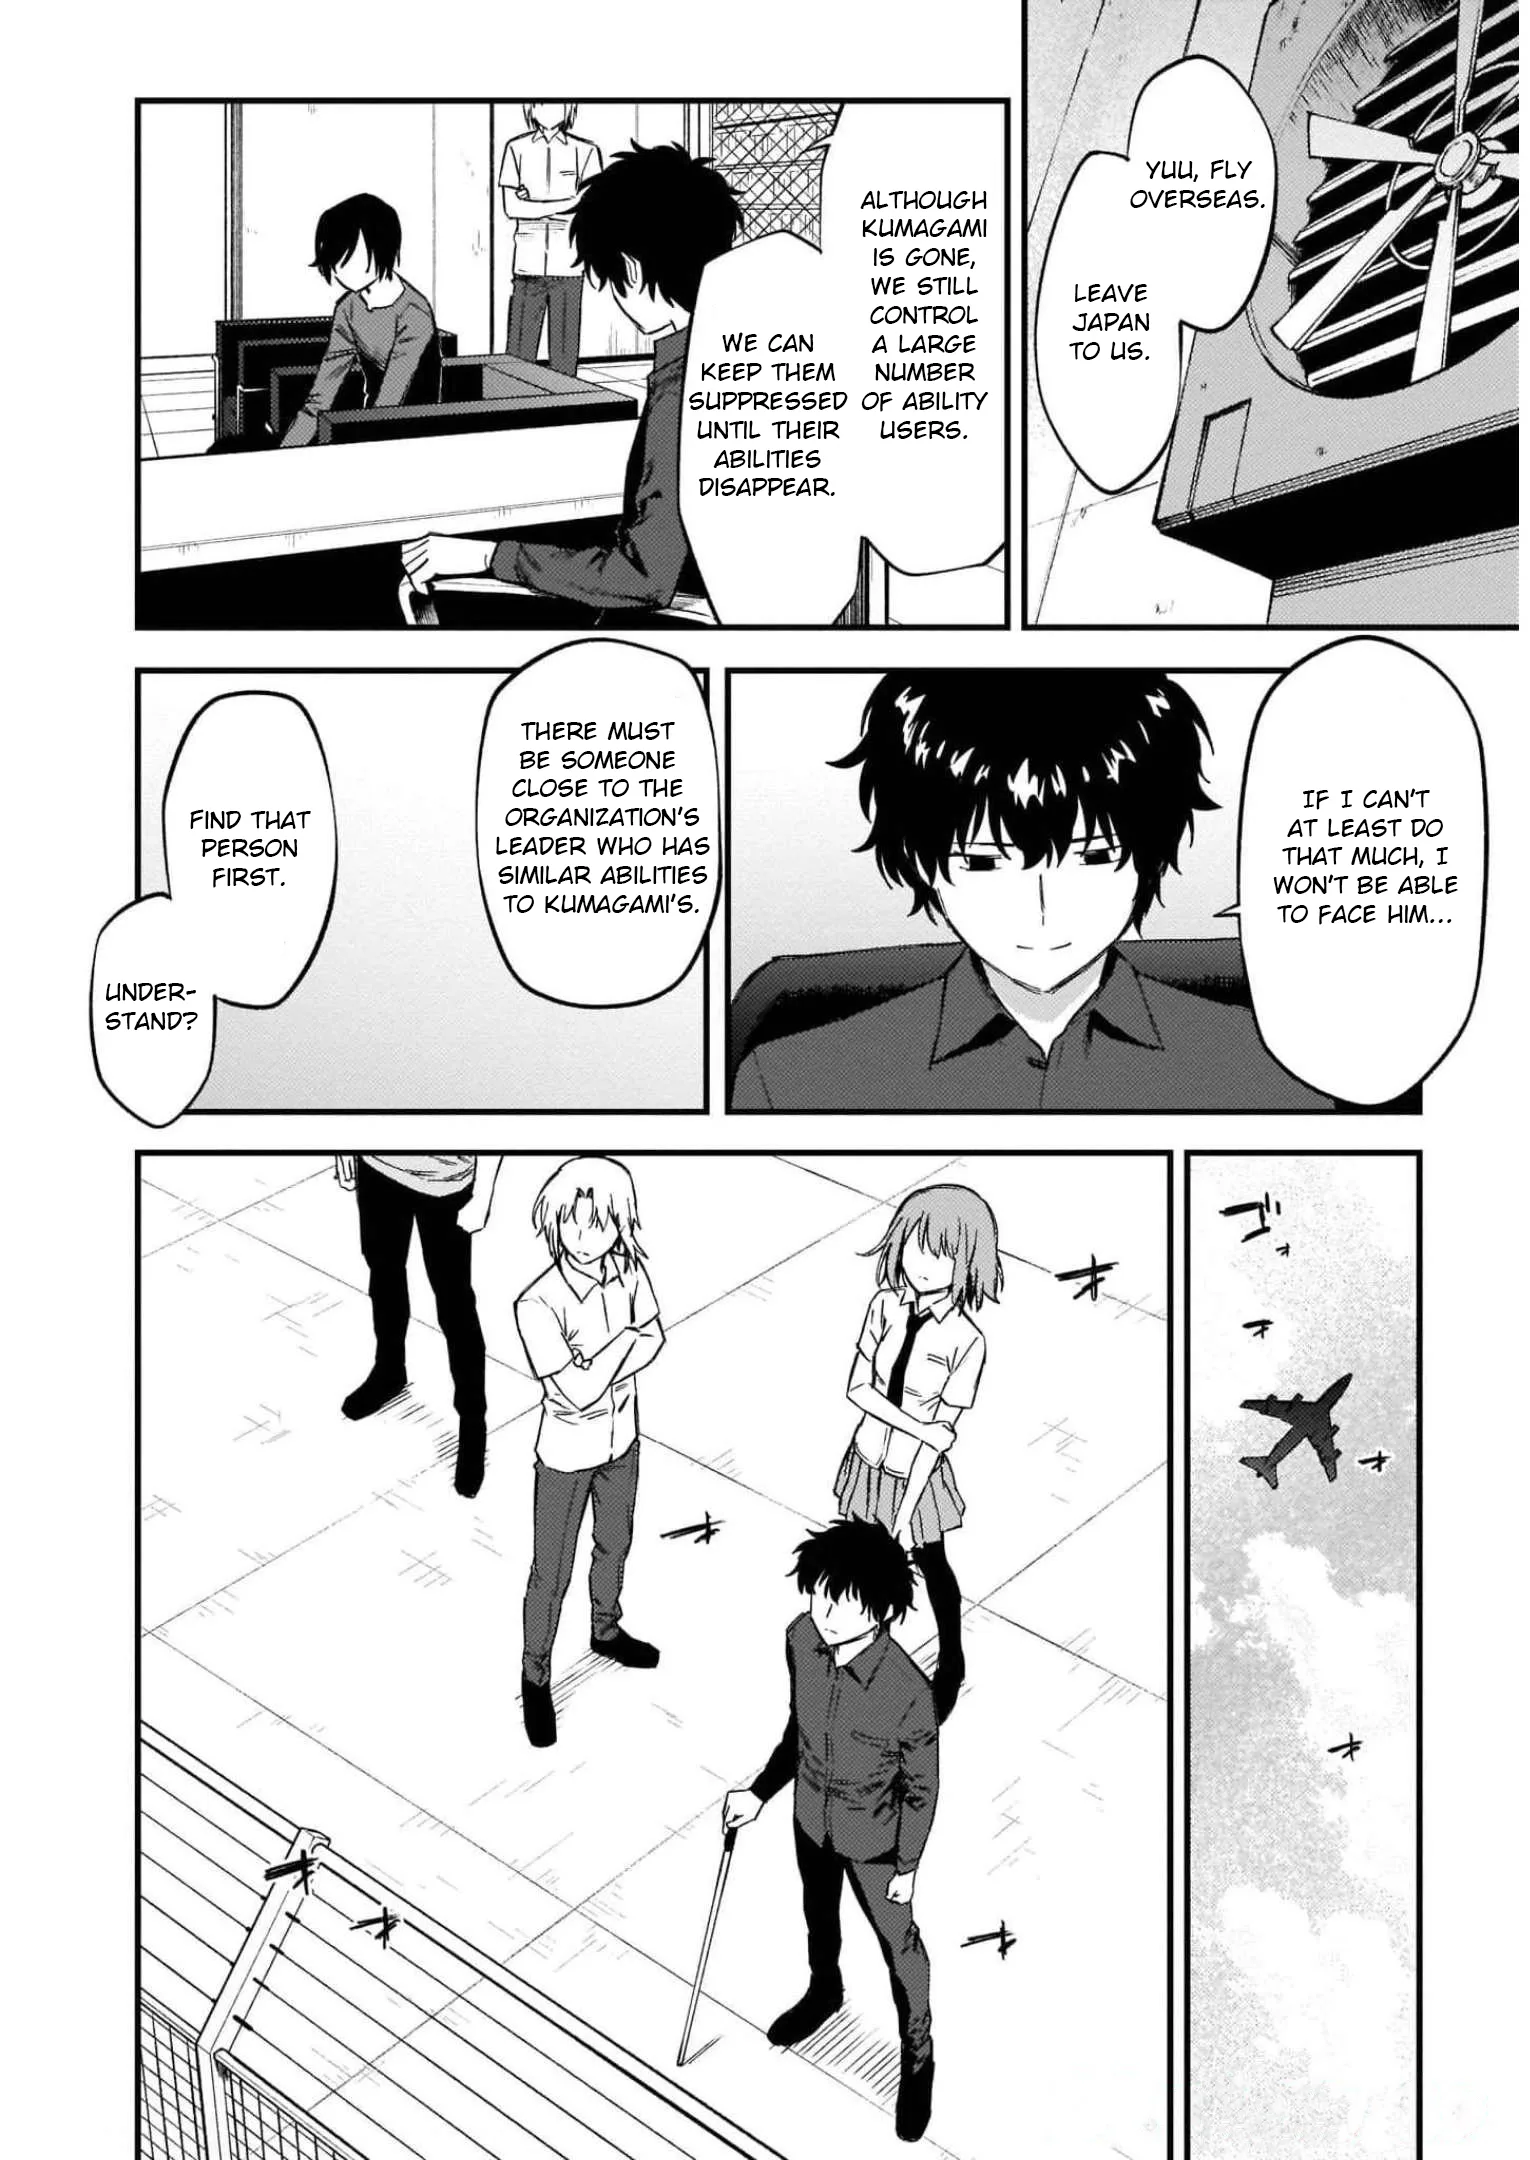 YUU, FLY
OVERSEAS.
LEAVE
JAPAN
TO US.
ALTHOUGH
KUMAGAMI
IS GONE,
WE STILL
CONTROL
A LARGE
NUMBER
OF ABILITY
USERS.
WE CAN
KEEP THEM
SUPPRESSED
UNTIL THEIR
ABILITIES
DISAPPEAR.
IF I CAN'T
AT LEAST DO
THAT MUCH, I
WON'T BE ABLE
TO FACE HIM...
THERE MUST
BE SOMEONE
CLOSE TO THE
ORGANIZATION'S
LEADER WHO HAS
SIMILAR ABILITIES
TO KUMAGAMI'S.
FIND THAT
PERSON
FIRST.
UNDER-
STAND?
ゴ